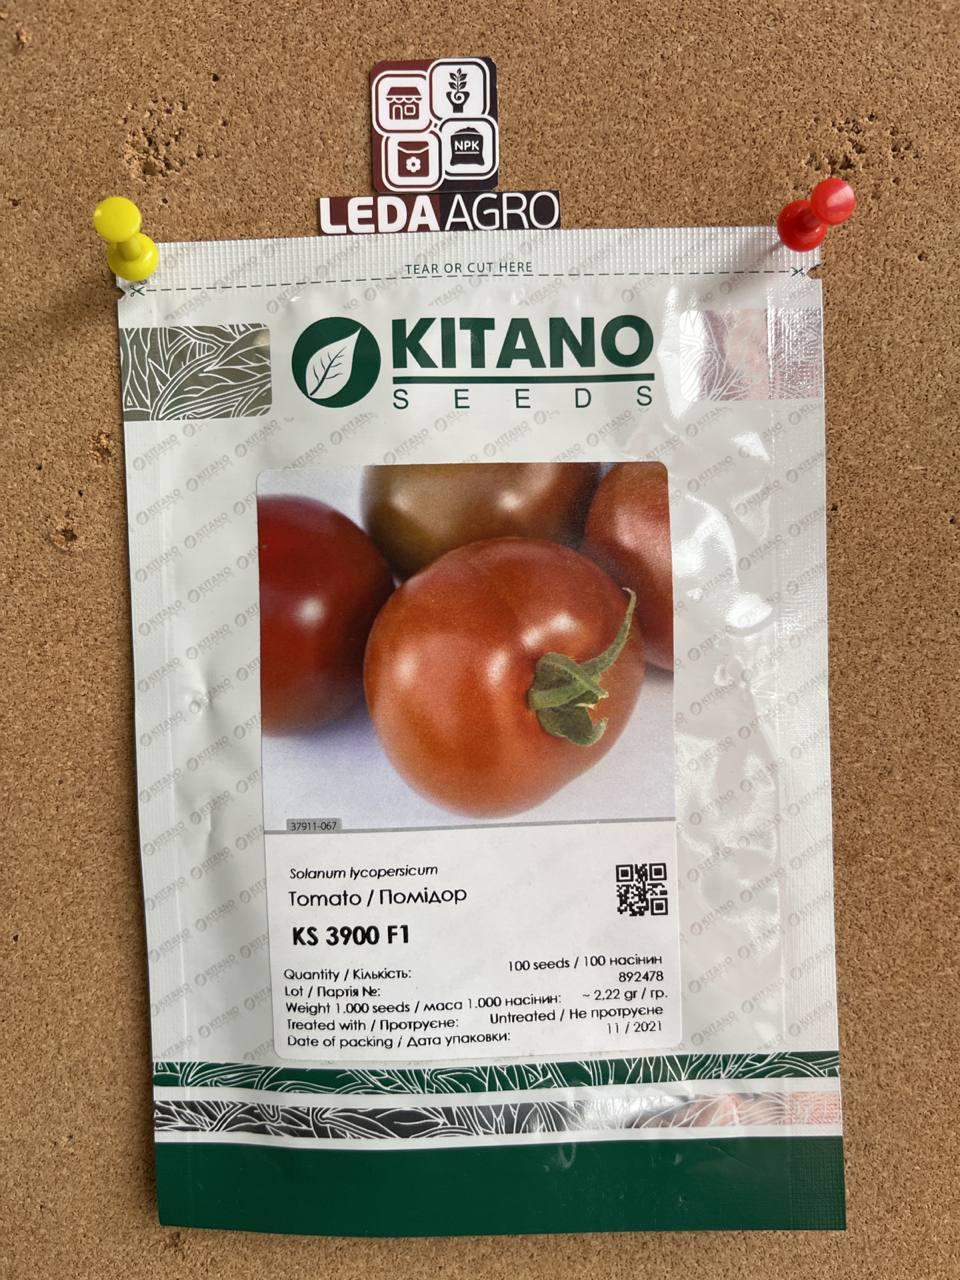 NPK
LEDA AGRO
TEAR OR CUT HERE
KITANO
SEEDS
37911-067
Solanum lycopersicum
Tomato / Помідор
KS 3900 F1
Quantity / Кількість: 100 seeds / 100 насінин
Lot / Партія №: 892478
Weight 1.000 seeds / маса 1.000 насінин: ~ 2,22 gr / гр.
Treated with / Протруєне: Untreated / Не протруєне
Date of packing / Дата упаковки: 11 / 2021